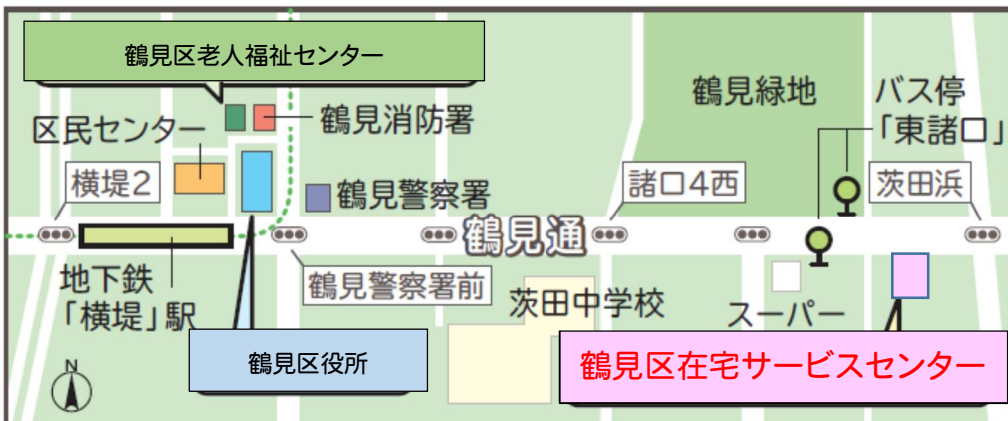 鶴見区老人福祉センター
鶴見緑地
バス停
「東諸口」
区民センター
鶴見消防署
横堤2
鶴見警察署
諸口4西
茨田浜
鶴見通
地下鉄
「横堤」駅
鶴見警察署前
茨田中学校
スーパー
鶴見区役所
鶴見区在宅サービスセンター
N